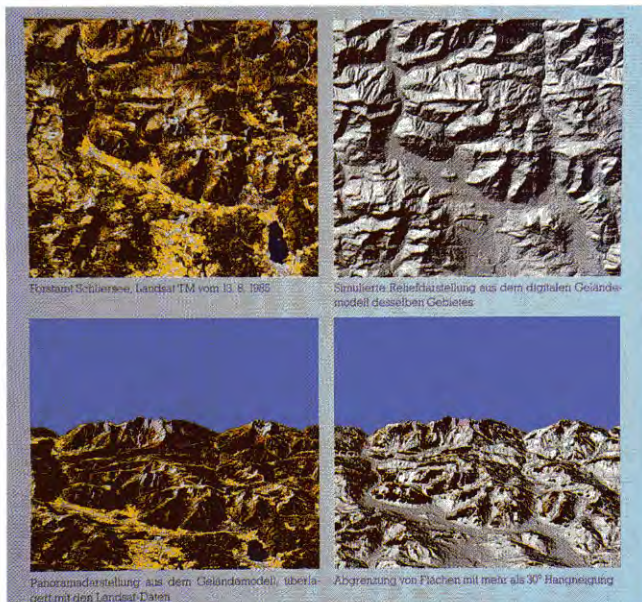 Forstamt Schliersee, Landsat TM vom 13. 8. 1985
Simulierte Reliefdarstellung aus dem digitalen Gelände-
modell desselben Gebietes
Panoramadarstellung aus dem Geländemodell, überla-
gert mit den Landsat-Daten
Abgrenzung von Flächen mit mehr als 30° Hangneigung